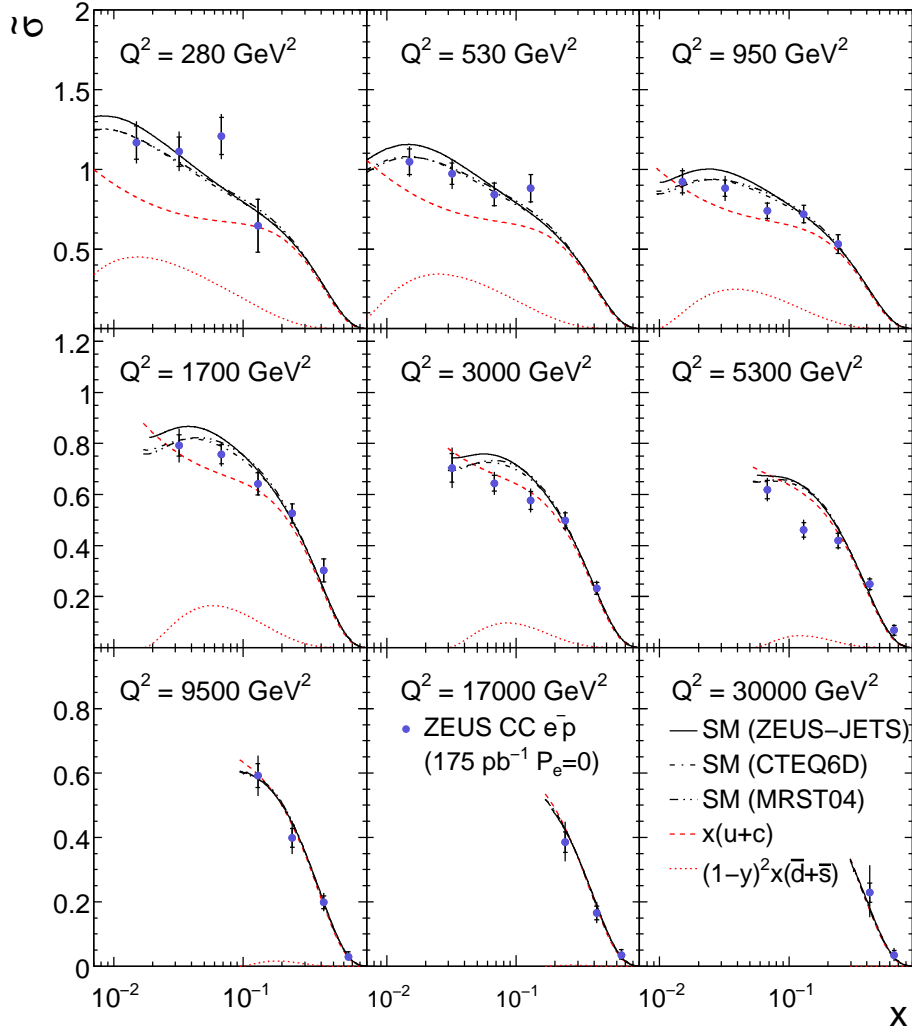 σ̃
Q² = 280 GeV²
Q² = 530 GeV²
Q² = 950 GeV²
2
1.5
1
0.5
Q² = 1700 GeV²
Q² = 3000 GeV²
Q² = 5300 GeV²
1.2
1
0.8
0.6
0.4
0.2
Q² = 9500 GeV²
Q² = 17000 GeV²
Q² = 30000 GeV²
0.8
0.6
0.4
0.2
0
ZEUS CC e⁻p
(175 pb⁻¹ Pₑ=0)
SM (ZEUS−JETS)
SM (CTEQ6D)
SM (MRST04)
x(u+c)
(1−y)²x(d̅+s̅)
10⁻² 10⁻¹ 10⁻² 10⁻¹ 10⁻² 10⁻¹
x